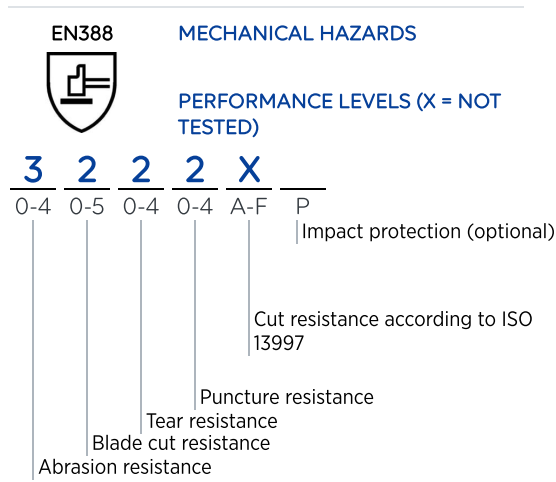 EN388
MECHANICAL HAZARDS
PERFORMANCE LEVELS (X = NOT
TESTED)
3 2 2 2 X
0-4 0-5 0-4 0-4 A-F P
Impact protection (optional)
Cut resistance according to ISO
13997
Puncture resistance
Tear resistance
Blade cut resistance
Abrasion resistance